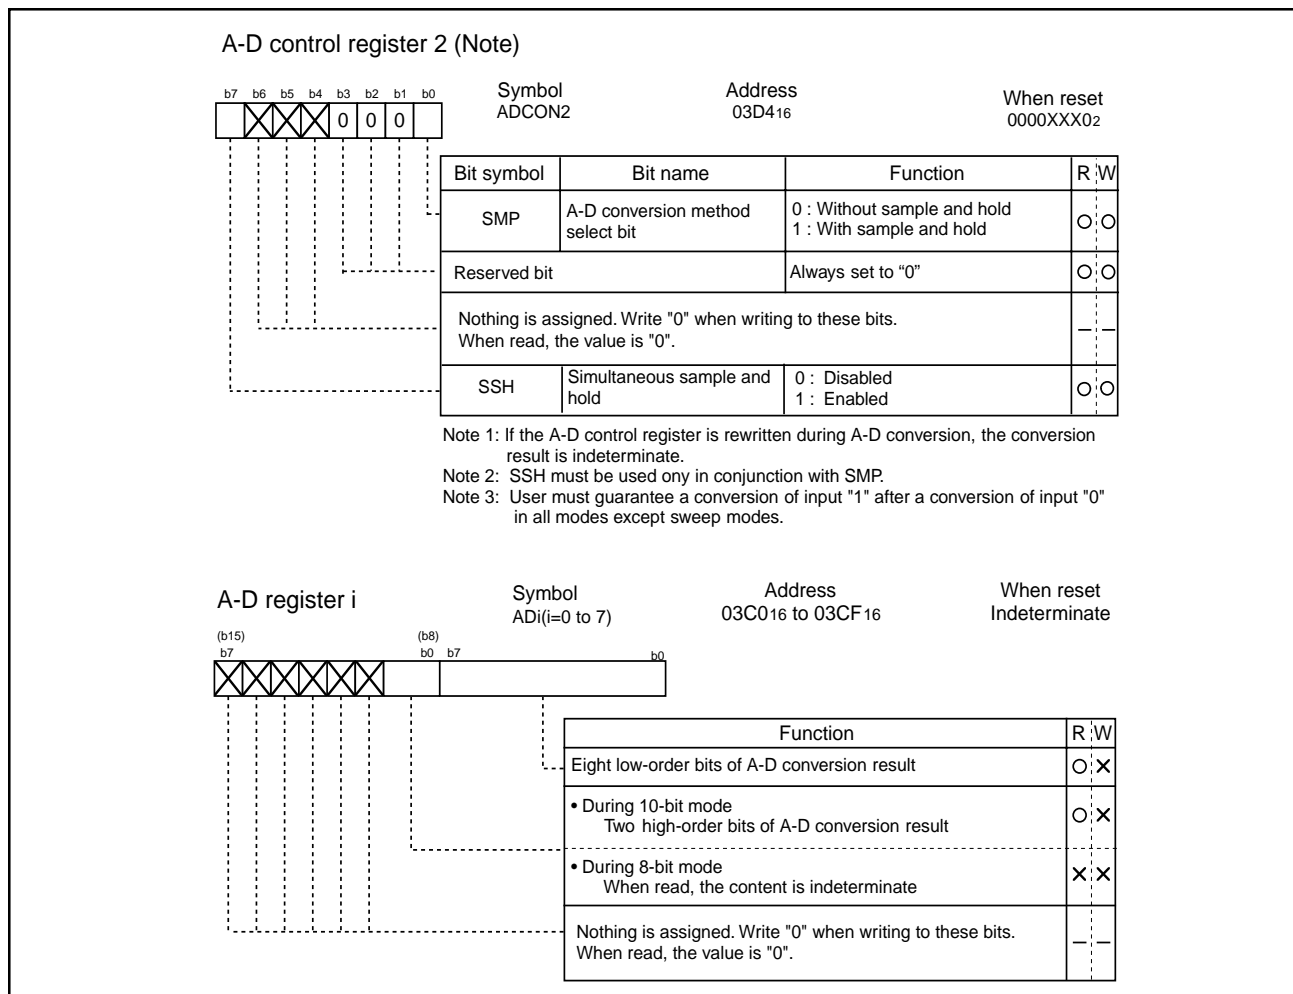 A-D control register 2 (Note)
b7 b6 b5 b4 b3 b2 b1 b0
0 0 0
Symbol Address When reset
ADCON2 03D416 0000XXX02
Bit symbol Bit name Function R W
SMP A-D conversion method select bit 0 : Without sample and hold
1 : With sample and hold
Reserved bit Always set to “0”
Nothing is assigned. Write "0" when writing to these bits.
When read, the value is "0".
SSH Simultaneous sample and hold 0 : Disabled
1 : Enabled
Note 1: If the A-D control register is rewritten during A-D conversion, the conversion
result is indeterminate.
Note 2: SSH must be used ony in conjunction with SMP.
Note 3: User must guarantee a conversion of input "1" after a conversion of input "0"
in all modes except sweep modes.
A-D register i
Symbol Address When reset
ADi(i=0 to 7) 03C016 to 03CF16 Indeterminate
(b15) (b8)
b7 b0 b7 b0
Function R W
Eight low-order bits of A-D conversion result
• During 10-bit mode
Two high-order bits of A-D conversion result
• During 8-bit mode
When read, the content is indeterminate
Nothing is assigned. Write "0" when writing to these bits.
When read, the value is "0".